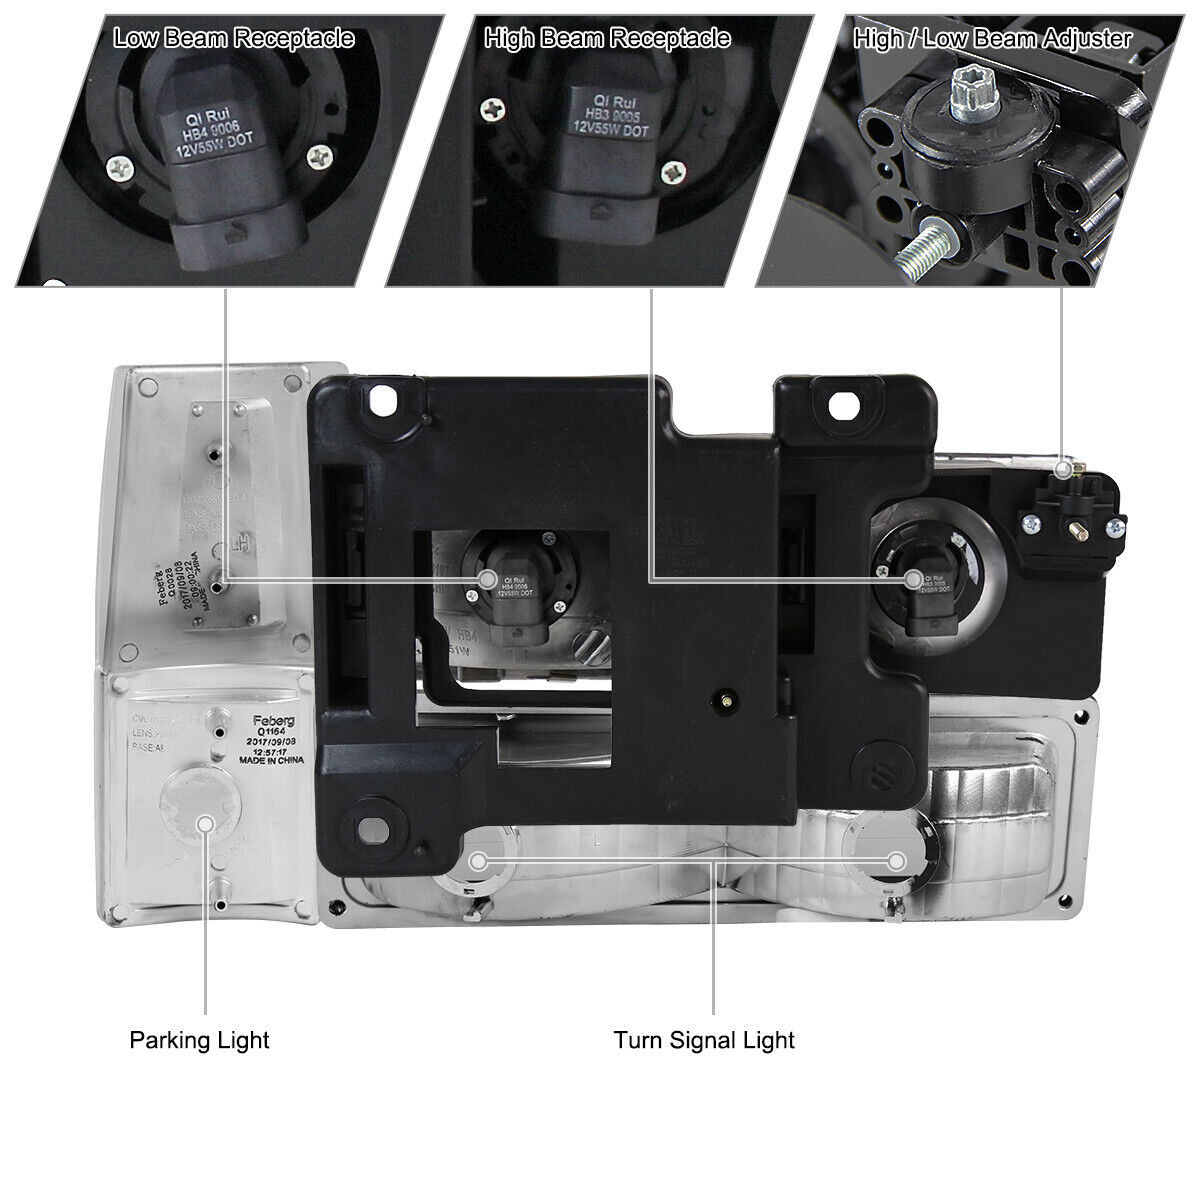 Low Beam Receptacle
High Beam Receptacle
High / Low Beam Adjuster
Qi Rui
HB4 9006
12V55W DOT
Qi Rui
HB3 9005
12V55W DOT
Qi Rui
HB4 9006
12V55W DOT
Qi Rui
HB3 9005
12V55W DOT
Feberg
Q0028
2017/09/08
09:00:22
MADE IN CHINA
Feberg
Q1164
2017/09/08
12:57:17
MADE IN CHINA
HB4
51W
L
Parking Light
Turn Signal Light